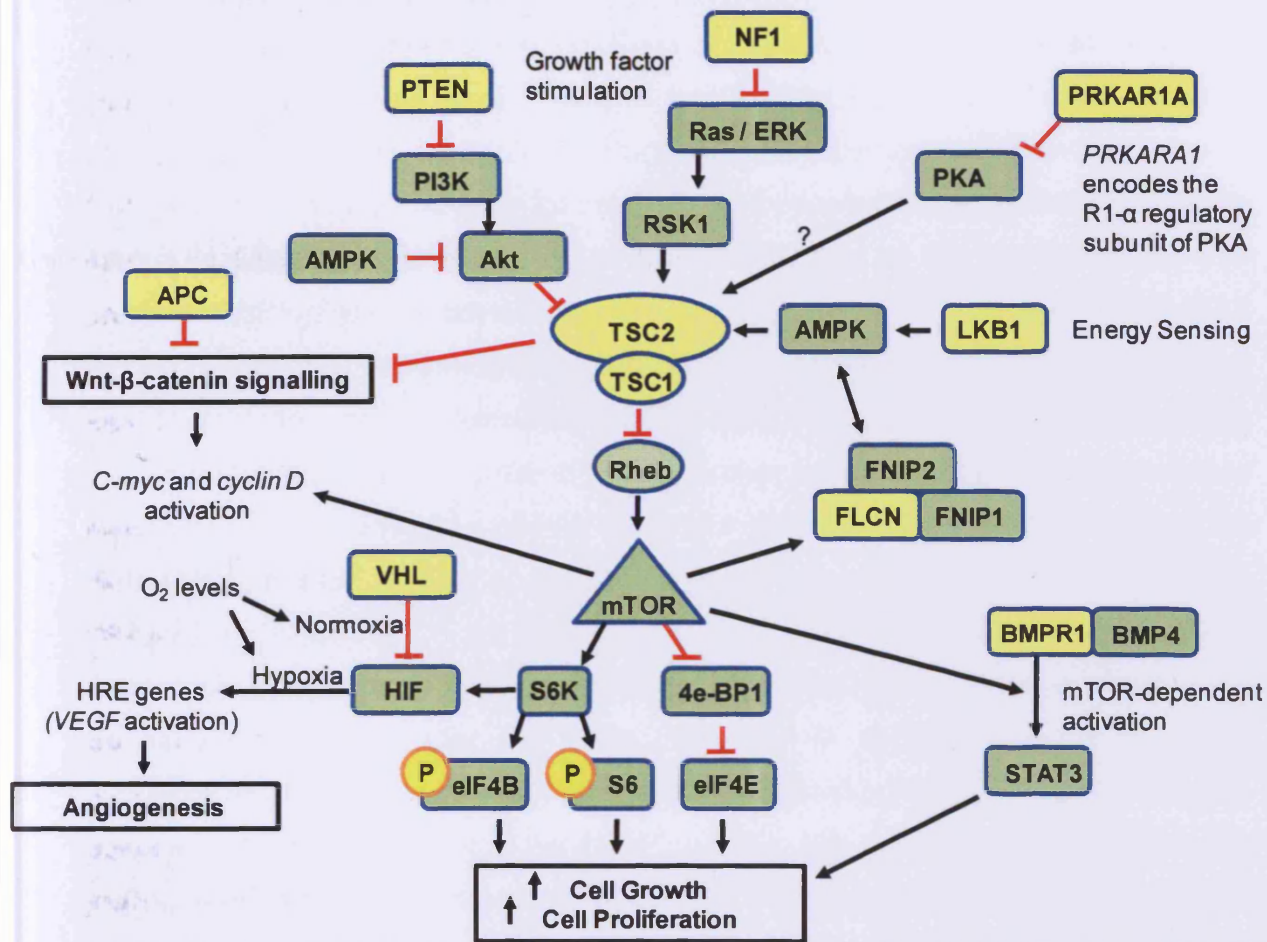 NF1
Growth factor
stimulation
PTEN
PRKAR1A
Ras / ERK
PRKARA1
encodes the
R1-α regulatory
subunit of PKA
PI3K
PKA
RSK1
?
AMPK
Akt
APC
TSC2
AMPK
LKB1
Energy Sensing
Wnt-β-catenin signalling
TSC1
Rheb
FNIP2
C-myc and cyclin D
activation
FLCN
FNIP1
VHL
O₂ levels
mTOR
Normoxia
BMPR1
BMP4
Hypoxia
HRE genes
(VEGF activation)
HIF
S6K
4e-BP1
mTOR-dependent
activation
P
eIF4B
P
S6
eIF4E
STAT3
Angiogenesis
Cell Growth
Cell Proliferation